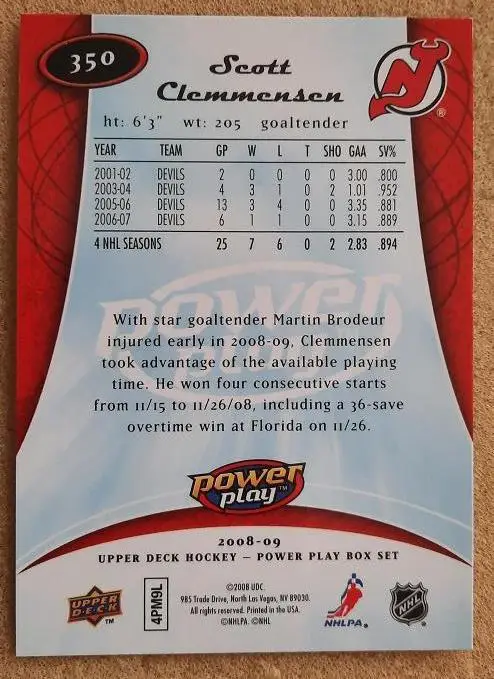 350
Scott
Clemmensen
ht: 6'3" wt: 205 goaltender
YEAR TEAM GP W L T SHO GAA SV%
2001-02 DEVILS 2 0 0 0 0 3.00 .800
2003-04 DEVILS 4 3 1 0 2 1.01 .952
2005-06 DEVILS 13 3 4 0 0 3.35 .881
2006-07 DEVILS 6 1 1 0 0 3.15 .889
4 NHL SEASONS 25 7 6 0 2 2.83 .894
With star goaltender Martin Brodeur
injured early in 2008-09, Clemmensen
took advantage of the available playing
time. He won four consecutive starts
from 11/15 to 11/26/08, including a 36-save
overtime win at Florida on 11/26.
power
play™
2008-09
UPPER DECK HOCKEY – POWER PLAY BOX SET
UPPER
DECK
™
4PM9L
©2008 UDC.
985 Trade Drive, North Las Vegas, NV 89030.
All rights reserved. Printed in the USA.
©NHLPA. ©NHL
NHLPA.®
NHL
®